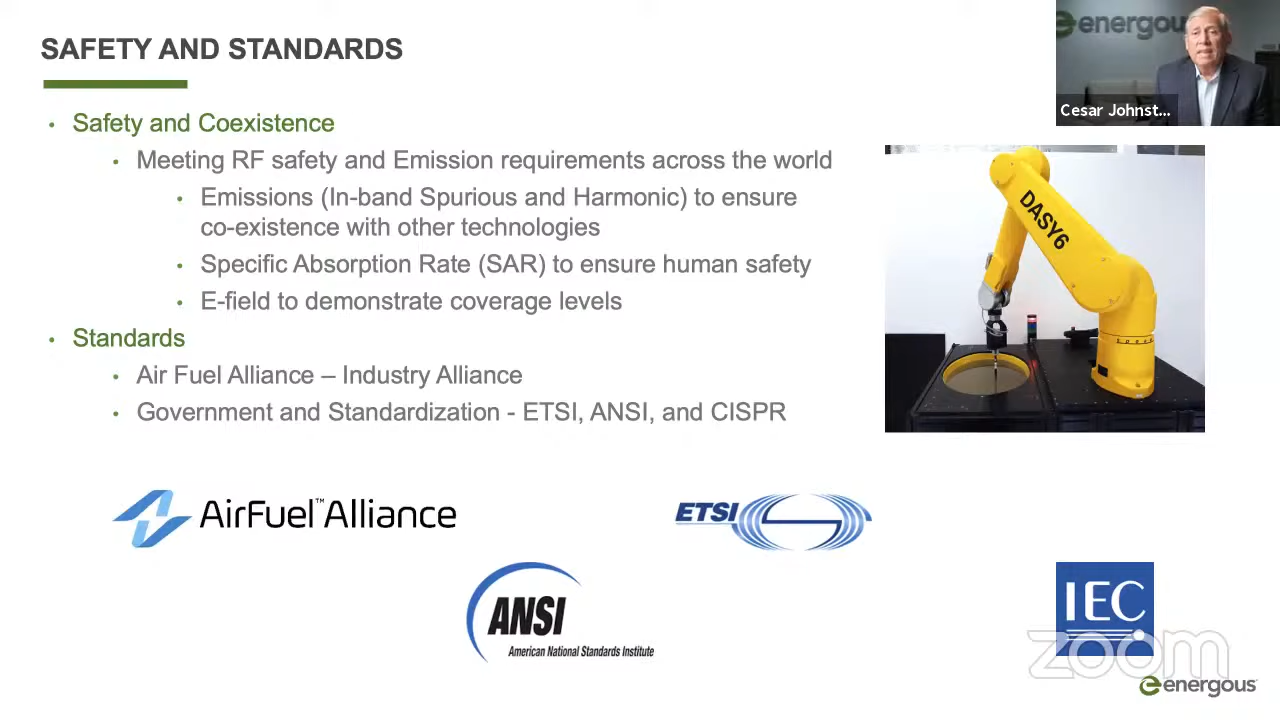 SAFETY AND STANDARDS
energou
Cesar Johnst...
• Safety and Coexistence
• Meeting RF safety and Emission requirements across the world
• Emissions (In-band Spurious and Harmonic) to ensure
co-existence with other technologies
• Specific Absorption Rate (SAR) to ensure human safety
• E-field to demonstrate coverage levels
• Standards
• Air Fuel Alliance – Industry Alliance
• Government and Standardization - ETSI, ANSI, and CISPR
DASY6
AirFuel™Alliance
ETSI
ANSI
American National Standards Institute
IEC
zoom
energous